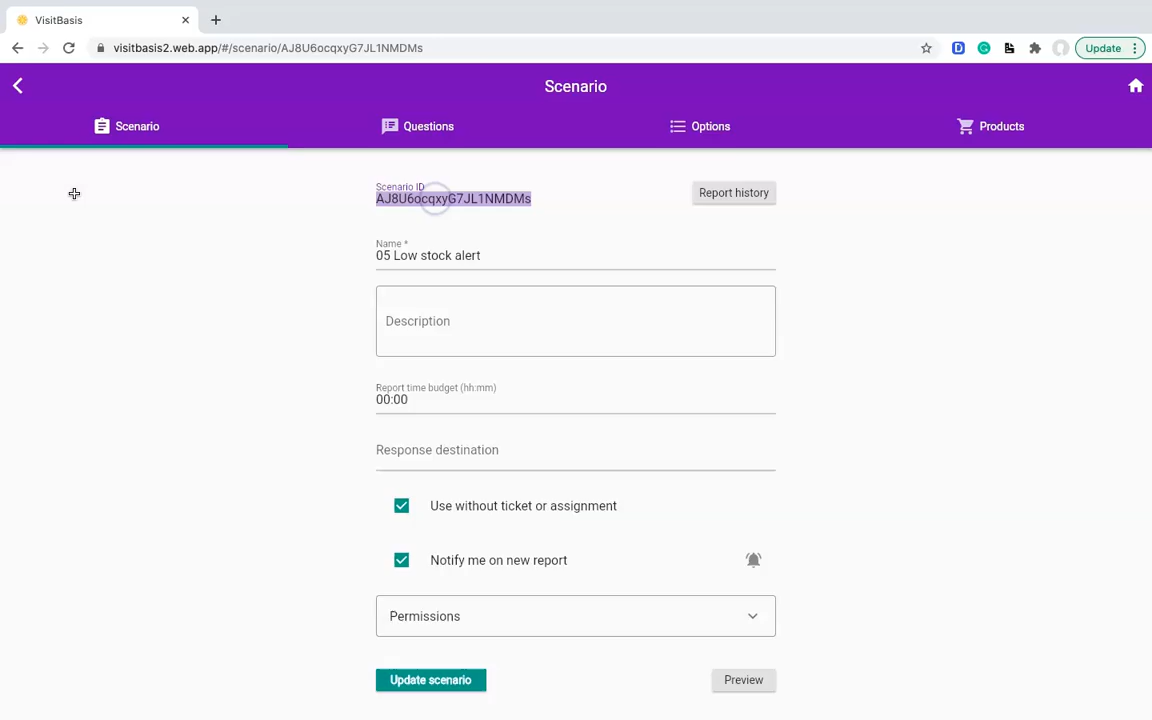 VisitBasis
visitbasis2.web.app/#/scenario/AJ8U6ocqxyG7JL1NMDMs
Update
Scenario
Scenario
Questions
Options
Products
Scenario ID
AJ8U6ocqxyG7JL1NMDMs
Report history
Name *
05 Low stock alert
Description
Report time budget (hh:mm)
00:00
Response destination
Use without ticket or assignment
Notify me on new report
Permissions
Update scenario
Preview